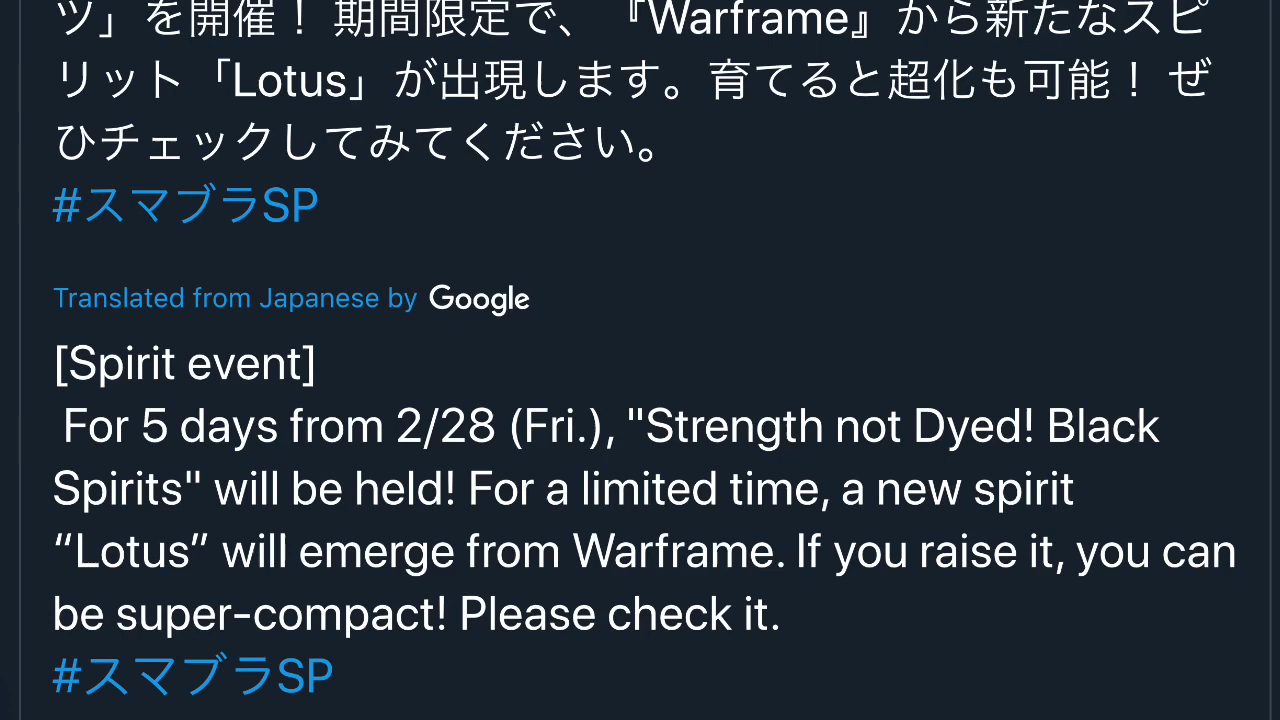 ツ」を開催！ 期間限定で、『Warframe』から新たなスピ
リット「Lotus」が出現します。育てると超化も可能！ ぜ
ひチェックしてみてください。
#スマブラSP
Translated from Japanese by Google
[Spirit event]
For 5 days from 2/28 (Fri.), "Strength not Dyed! Black
Spirits" will be held! For a limited time, a new spirit
“Lotus” will emerge from Warframe. If you raise it, you can
be super-compact! Please check it.
#スマブラSP